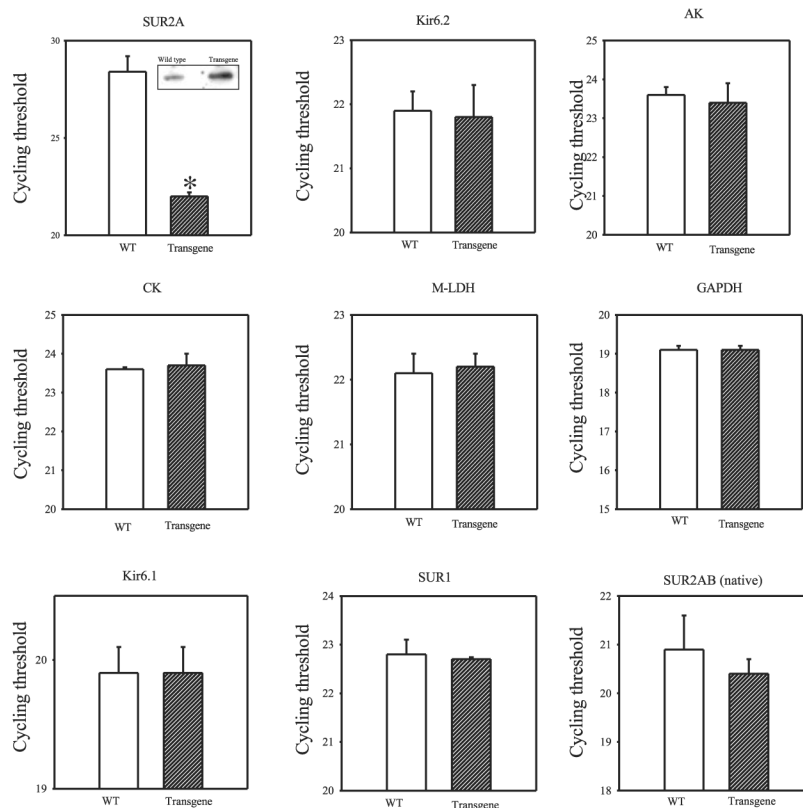 SUR2A
Cycling threshold
30
25
20
Wild type Transgene
*
WT Transgene
Kir6.2
Cycling threshold
23
22
21
20
WT Transgene
AK
Cycling threshold
25
24
23
22
21
20
WT Transgene
CK
Cycling threshold
25
24
23
22
21
20
WT Transgene
M-LDH
Cycling threshold
23
22
21
20
WT Transgene
GAPDH
Cycling threshold
20
19
18
17
16
15
WT Transgene
Kir6.1
Cycling threshold
20
19
WT Transgene
SUR1
Cycling threshold
24
23
22
21
20
WT Transgene
SUR2AB (native)
Cycling threshold
22
21
20
19
18
WT Transgene